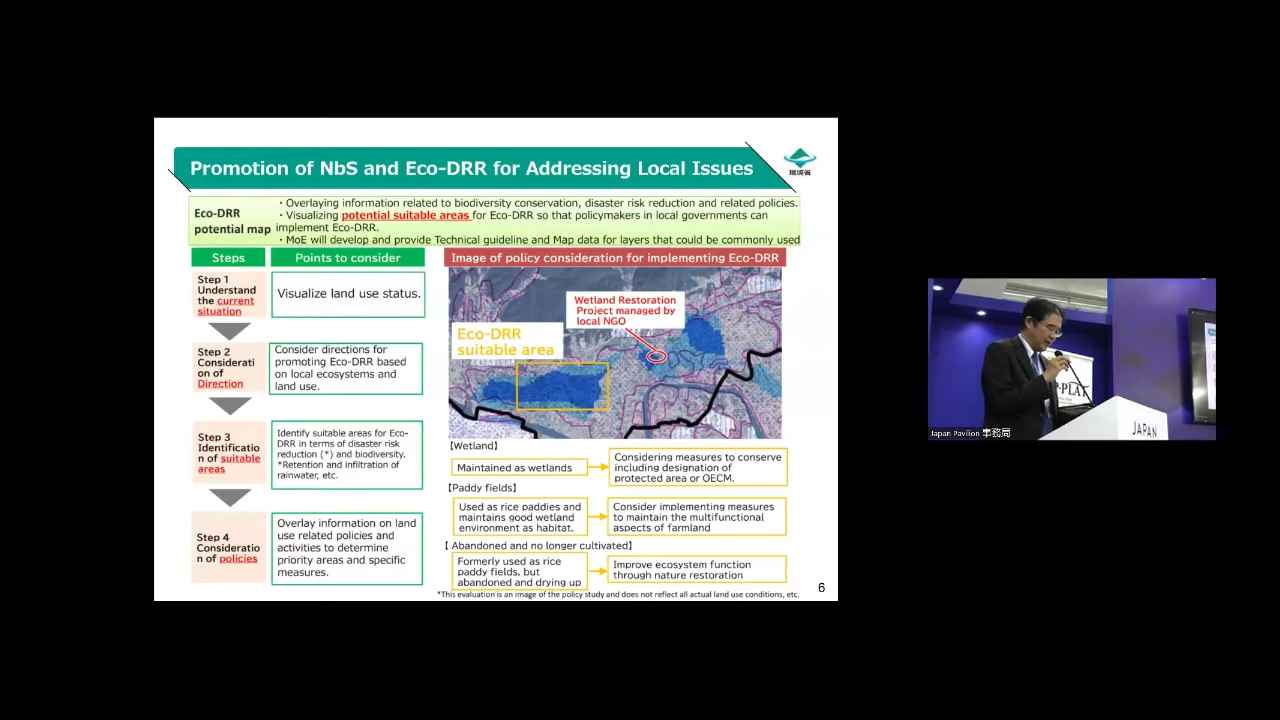 Promotion of NbS and Eco-DRR for Addressing Local Issues
環境省
Eco-DRR
potential map
・Overlaying information related to biodiversity conservation, disaster risk reduction and related policies.
・Visualizing potential suitable areas for Eco-DRR so that policymakers in local governments can
implement Eco-DRR.
・MoE will develop and provide Technical guideline and Map data for layers that could be commonly used
Steps
Points to consider
Step 1
Understand
the current
situation
Visualize land use status.
Step 2
Considerati
on of
Direction
Consider directions for
promoting Eco-DRR based
on local ecosystems and
land use.
Step 3
Identificatio
n of suitable
areas
Identify suitable areas for Eco-
DRR in terms of disaster risk
reduction (*) and biodiversity.
*Retention and infiltration of
rainwater, etc.
Step 4
Consideratio
n of policies
Overlay information on land
use related policies and
activities to determine
priority areas and specific
measures.
Image of policy consideration for implementing Eco-DRR
Wetland Restoration
Project managed by
local NGO
Eco-DRR
suitable area
【Wetland】
Maintained as wetlands
Considering measures to conserve
including designation of
protected area or OECM.
【Paddy fields】
Used as rice paddies and
maintains good wetland
environment as habitat.
Consider implementing measures
to maintain the multifunctional
aspects of farmland
【 Abandoned and no longer cultivated】
Formerly used as rice
paddy fields, but
abandoned and drying up
Improve ecosystem function
through nature restoration
*This evaluation is an image of the policy study and does not reflect all actual land use conditions, etc.
6
P-PLAT
JAPAN
Japan Pavilion 事務局